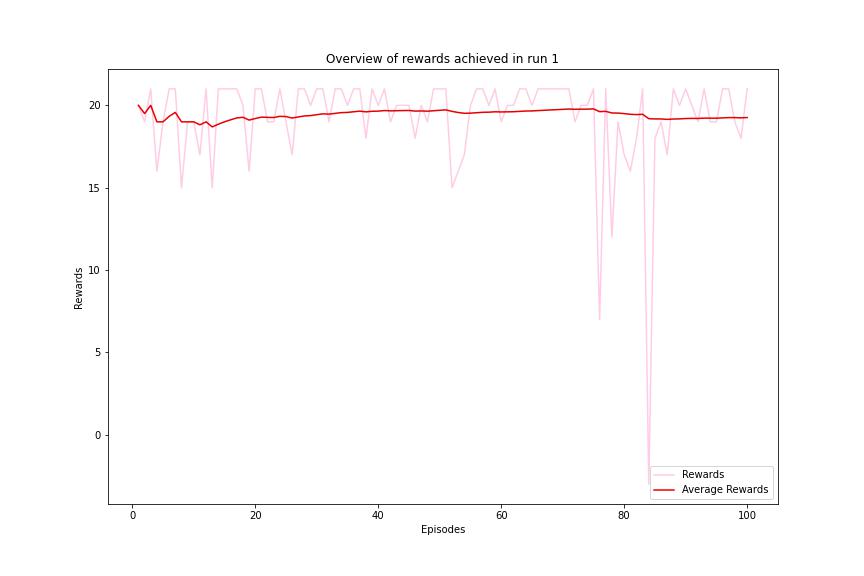 Overview of rewards achieved in run 1
Rewards
20
15
10
5
0
0 20 40 60 80 100
Episodes
Rewards
Average Rewards